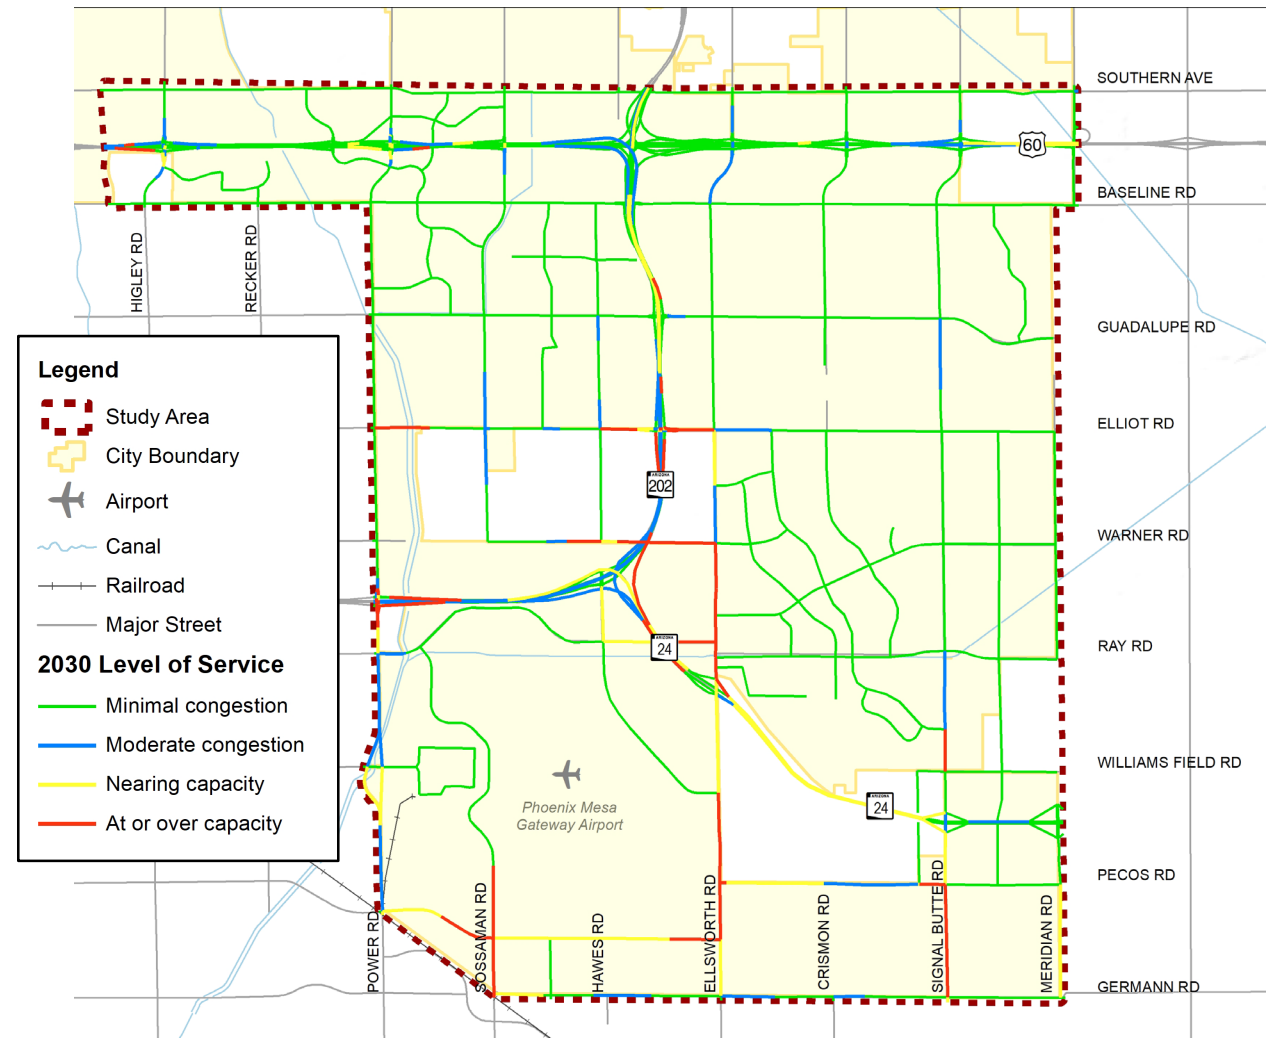 SOUTHERN AVE
60
BASELINE RD
HIGLEY RD
RECKER RD
GUADALUPE RD
Legend
Study Area
City Boundary
Airport
Canal
Railroad
Major Street
2030 Level of Service
Minimal congestion
Moderate congestion
Nearing capacity
At or over capacity
ELLIOT RD
ARIZONA
202
WARNER RD
ARIZONA
24
RAY RD
WILLIAMS FIELD RD
ARIZONA
24
Phoenix Mesa
Gateway Airport
PECOS RD
POWER RD
SOSSAMAN RD
HAWES RD
ELLSWORTH RD
CRISMON RD
SIGNAL BUTTE RD
MERIDIAN RD
GERMANN RD